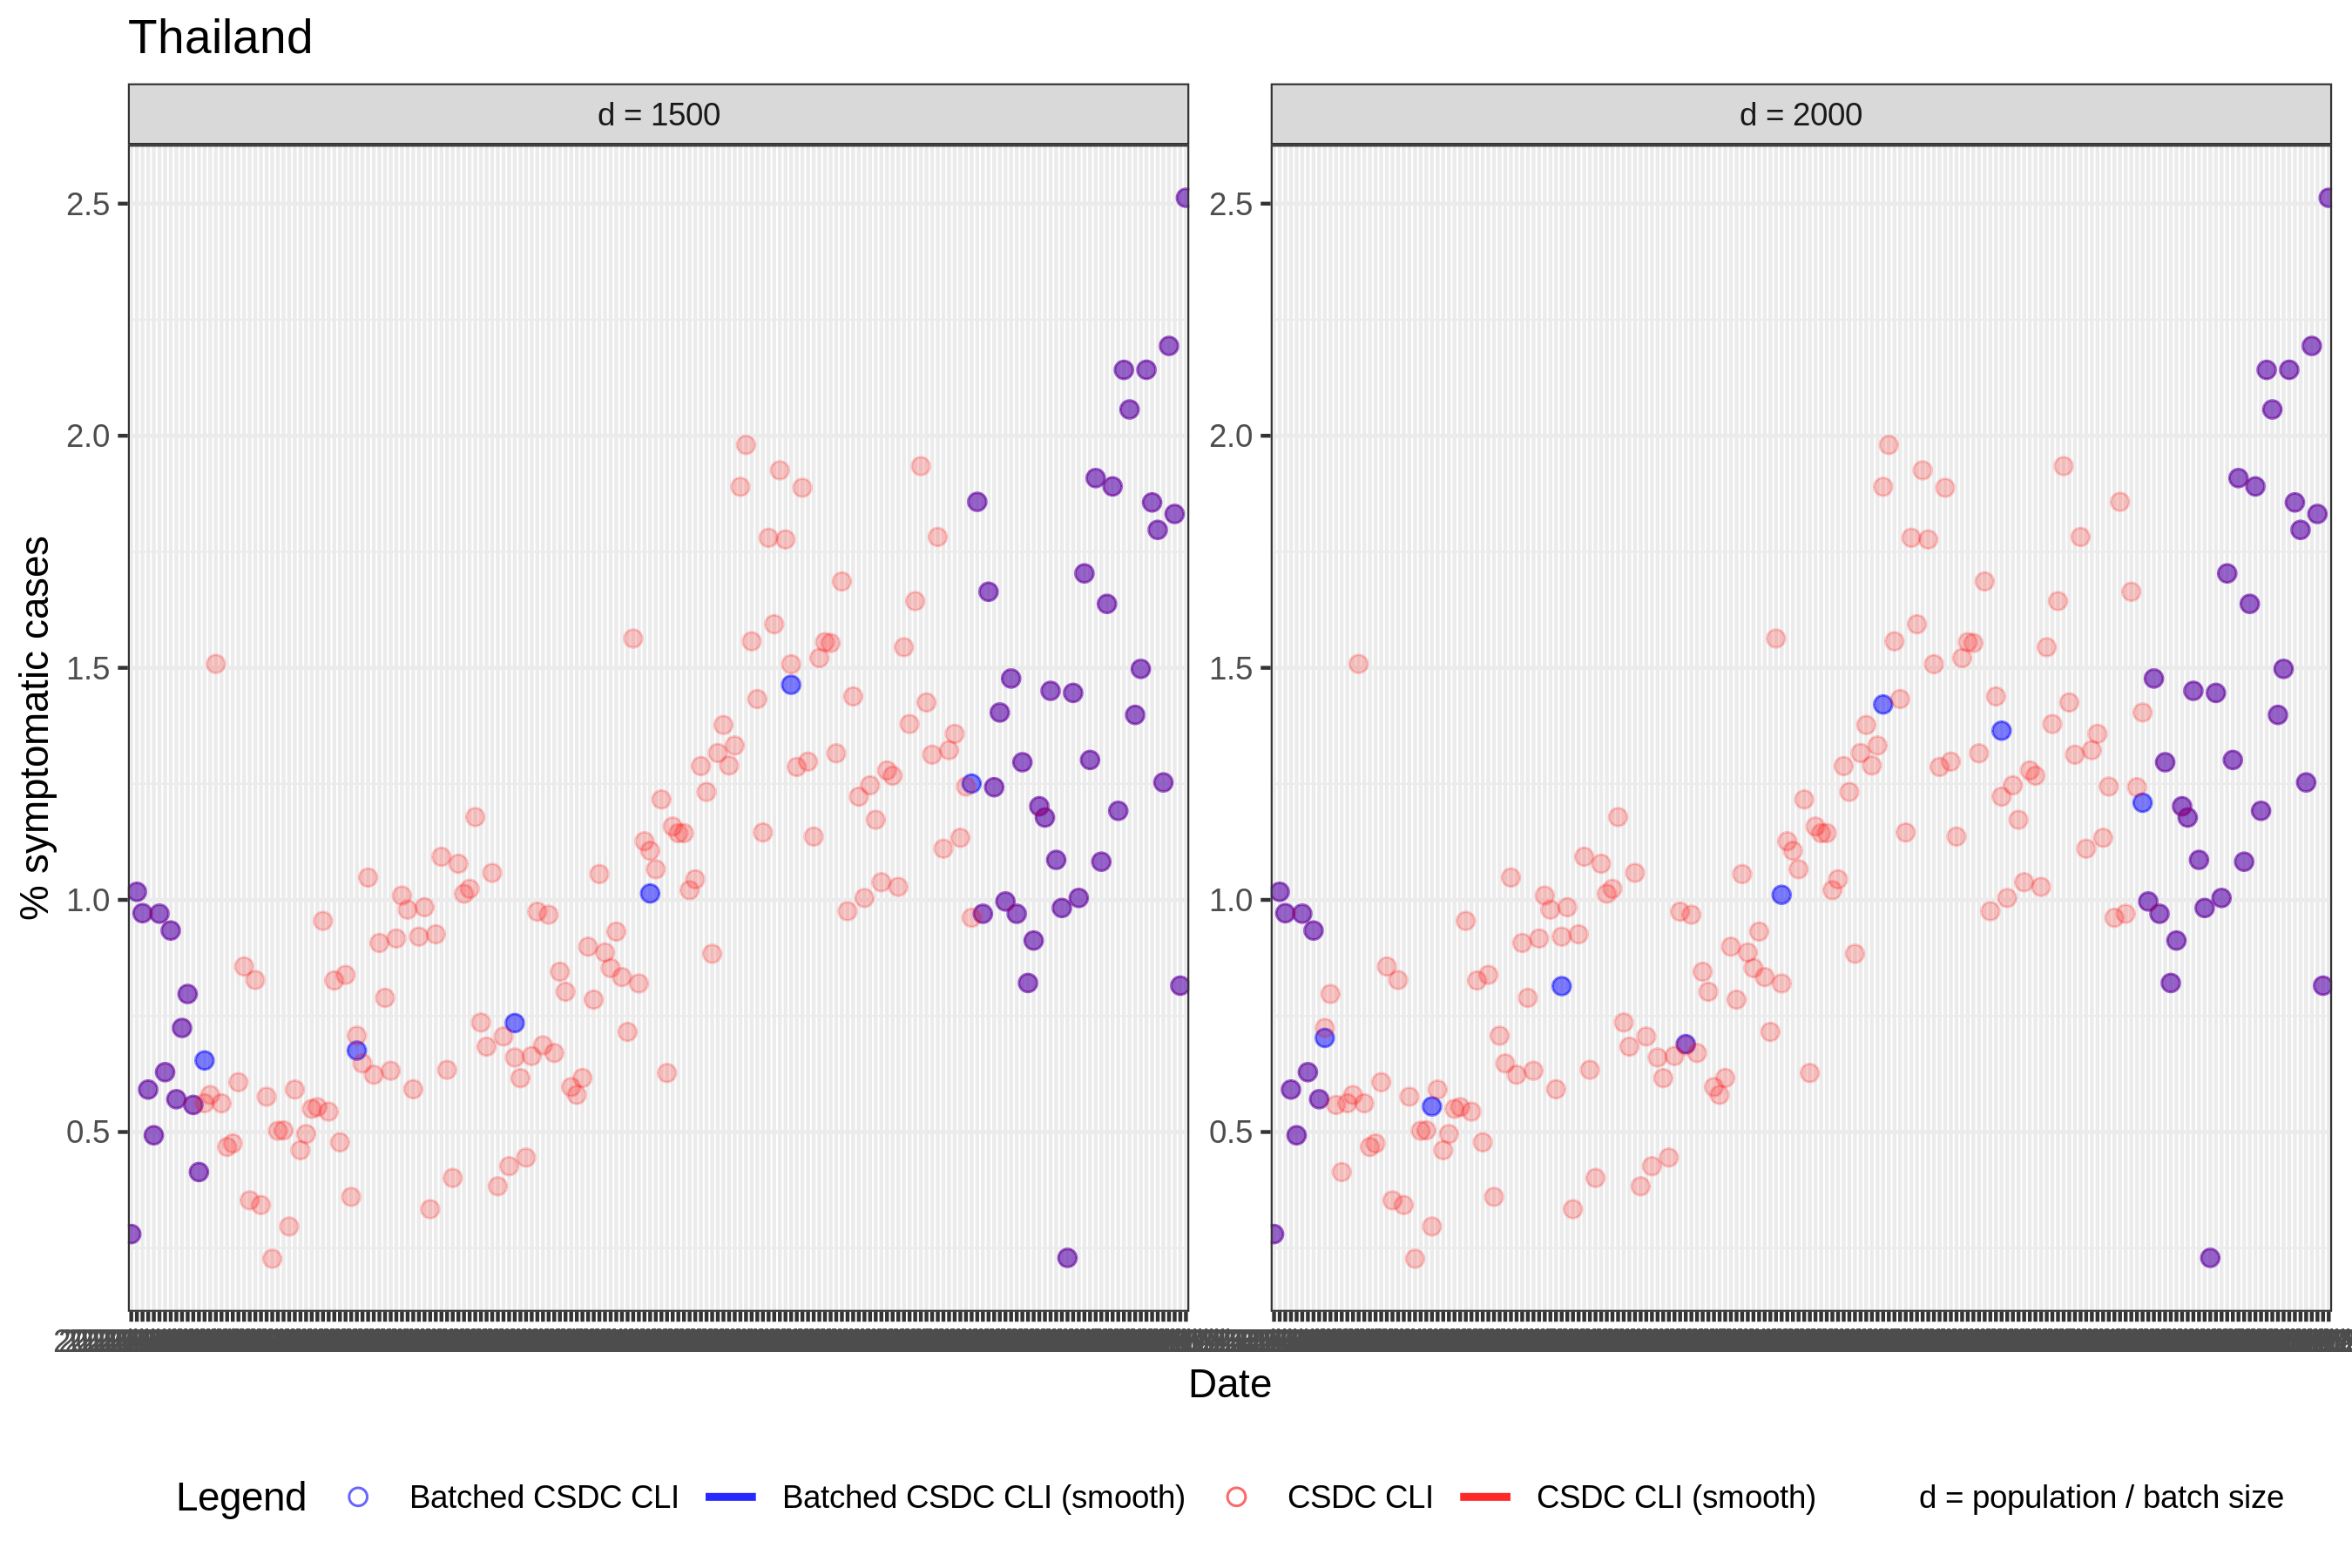 Thailand
d = 1500
d = 2000
% symptomatic cases
2.5
2.0
1.5
1.0
0.5
2.5
2.0
1.5
1.0
0.5
Date
Legend Batched CSDC CLI Batched CSDC CLI (smooth) CSDC CLI CSDC CLI (smooth) d = population / batch size